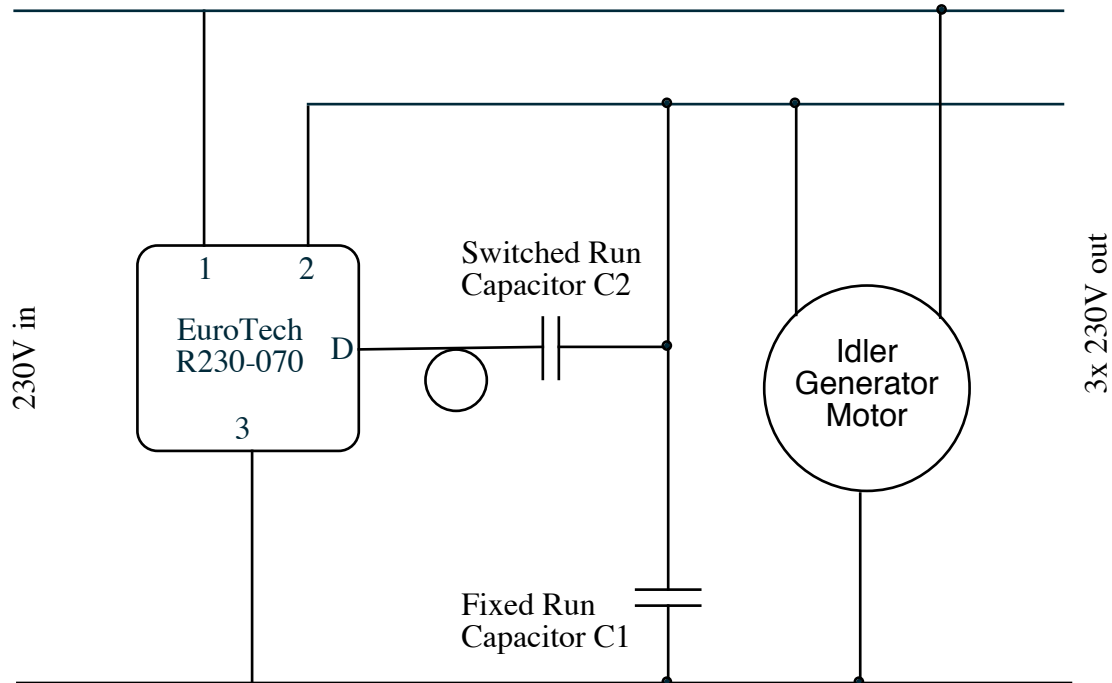 1
2
EuroTech
R230-070
D
3
230V in
Switched Run
Capacitor C2
Fixed Run
Capacitor C1
Idler
Generator
Motor
3x 230V out